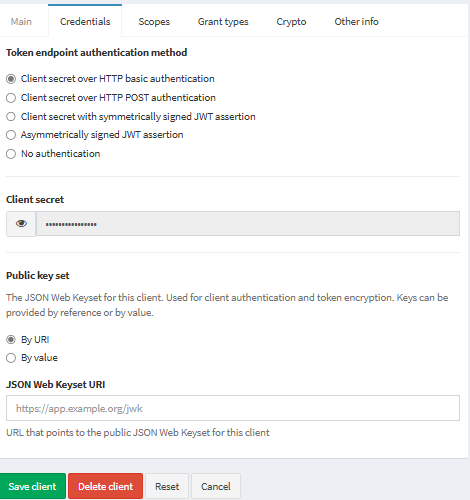 Main Credentials Scopes Grant types Crypto Other info
Token endpoint authentication method
Client secret over HTTP basic authentication
Client secret over HTTP POST authentication
Client secret with symmetrically signed JWT assertion
Asymmetrically signed JWT assertion
No authentication
Client secret
••••••••••••••••
Public key set
The JSON Web Keyset for this client. Used for client authentication and token encryption. Keys can be
provided by reference or by value.
By URI
By value
JSON Web Keyset URI
https://app.example.org/jwk
URL that points to the public JSON Web Keyset for this client
Save client Delete client Reset Cancel